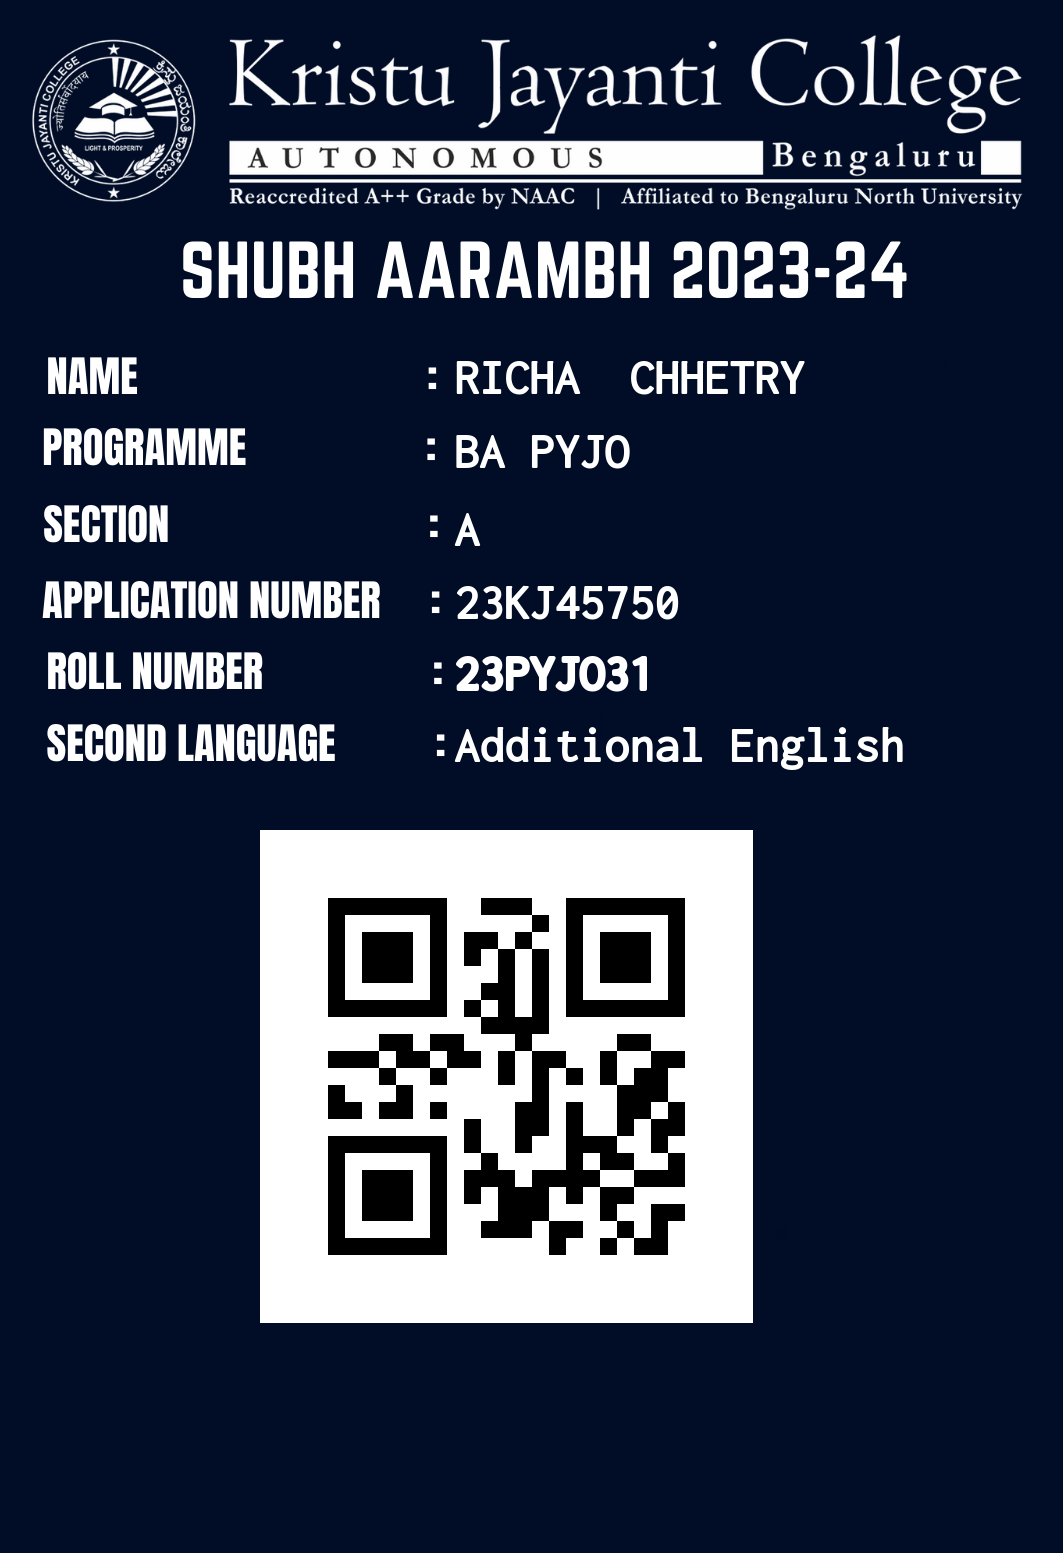 Kristu Jayanti College
AUTONOMOUS Bengaluru
Reaccredited A++ Grade by NAAC | Affiliated to Bengaluru North University
KRISTU JAYANTI COLLEGE
LIGHT & PROSPERITY
SHUBH AARAMBH 2023-24
NAME : RICHA CHHETRY
PROGRAMME : BA PYJO
SECTION : A
APPLICATION NUMBER : 23KJ45750
ROLL NUMBER : 23PYJO31
SECOND LANGUAGE : Additional English